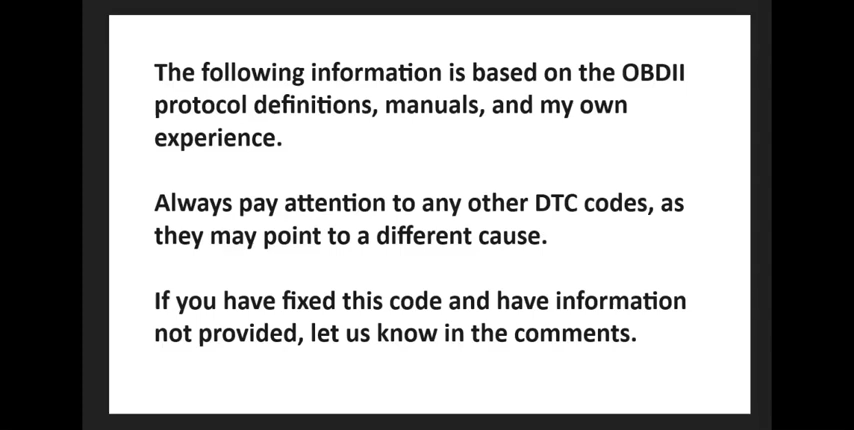 The following information is based on the OBDII
protocol definitions, manuals, and my own
experience.
Always pay attention to any other DTC codes, as
they may point to a different cause.
If you have fixed this code and have information
not provided, let us know in the comments.